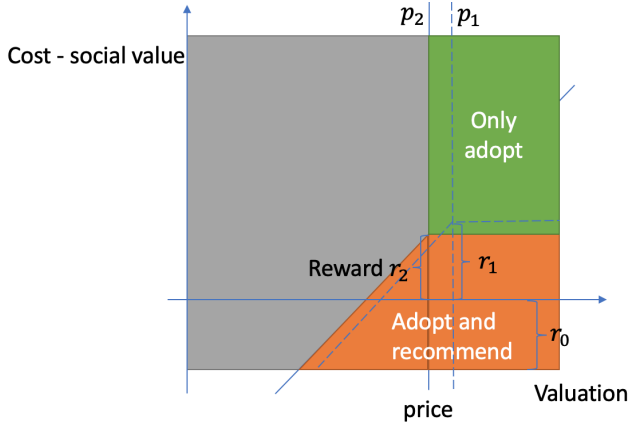 p₂ p₁
Cost - social value
Only
adopt
Reward r₂
r₁
Adopt and
recommend
r₀
Valuation
price